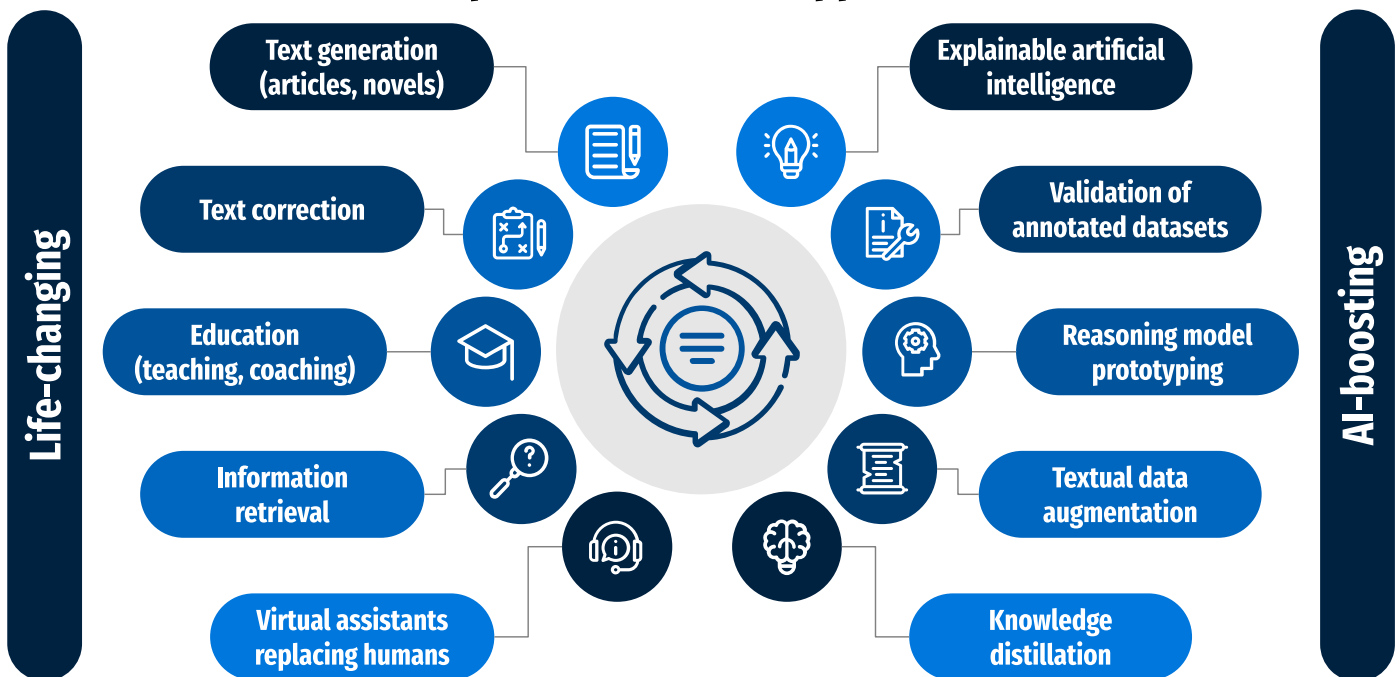 Life-changing
Text generation
(articles, novels)
Text correction
Education
(teaching, coaching)
Information
retrieval
Virtual assistants
replacing humans
Explainable artificial
intelligence
Validation of
annotated datasets
Reasoning model
prototyping
Textual data
augmentation
Knowledge
distillation
AI-boosting